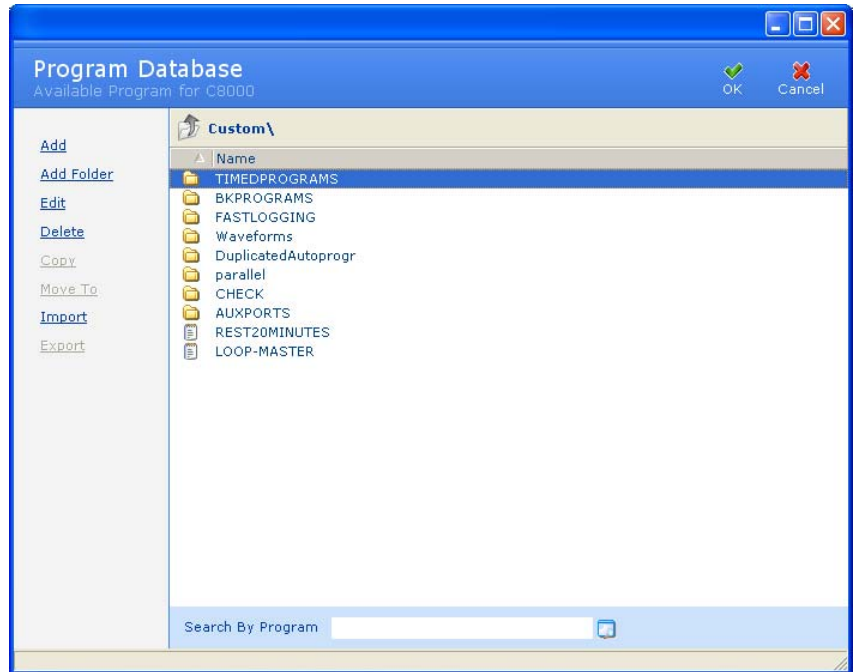 Program Database
Available Program for C8000
OK
Cancel
Add
Add Folder
Edit
Delete
Copy
Move To
Import
Export
Custom\
Name
TIMEDPROGRAMS
BKPROGRAMS
FASTLOGGING
Waveforms
DuplicatedAutoprogr
parallel
CHECK
AUXPORTS
REST20MINUTES
LOOP-MASTER
Search By Program